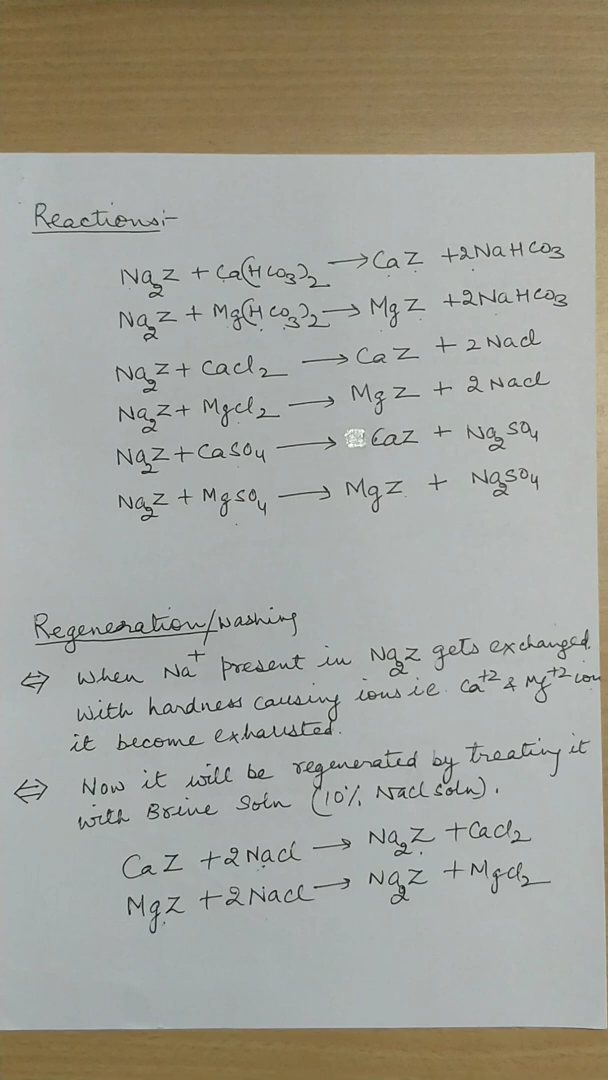 Reactions:-
Na2Z + Ca(HCO3)2 → CaZ + 2NaHCO3
Na2Z + Mg(HCO3)2 → MgZ + 2NaHCO3
Na2Z + CaCl2 → CaZ + 2NaCl
Na2Z + MgCl2 → MgZ + 2NaCl
Na2Z + CaSO4 → CaZ + Na2SO4
Na2Z + MgSO4 → MgZ + Na2SO4
Regeneration/Washing
⇔ When Na+ present in Na2Z gets exchanged
with hardness causing ions i.e. Ca+2 & Mg+2 ion
it become exhausted.
⇔ Now it will be regenerated by treating it
with Brine Soln (10% NaCl soln).
CaZ + 2NaCl → Na2Z + CaCl2
MgZ + 2NaCl → Na2Z + MgCl2